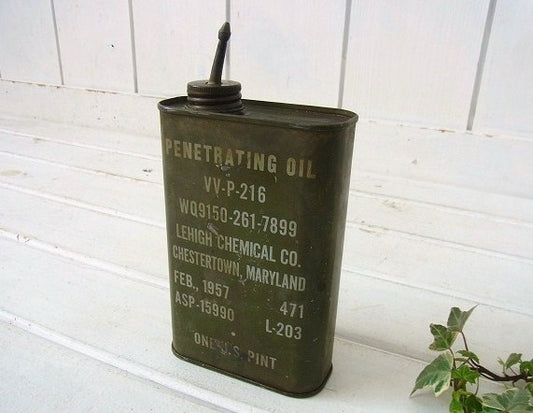 PENETRATING OIL
VV-P-216
WQ9150-261-7899
LEHIGH CHEMICAL CO.
CHESTERTOWN, MARYLAND
FEB., 1957 471
ASP-15990 L-203
ONE U.S. PINT